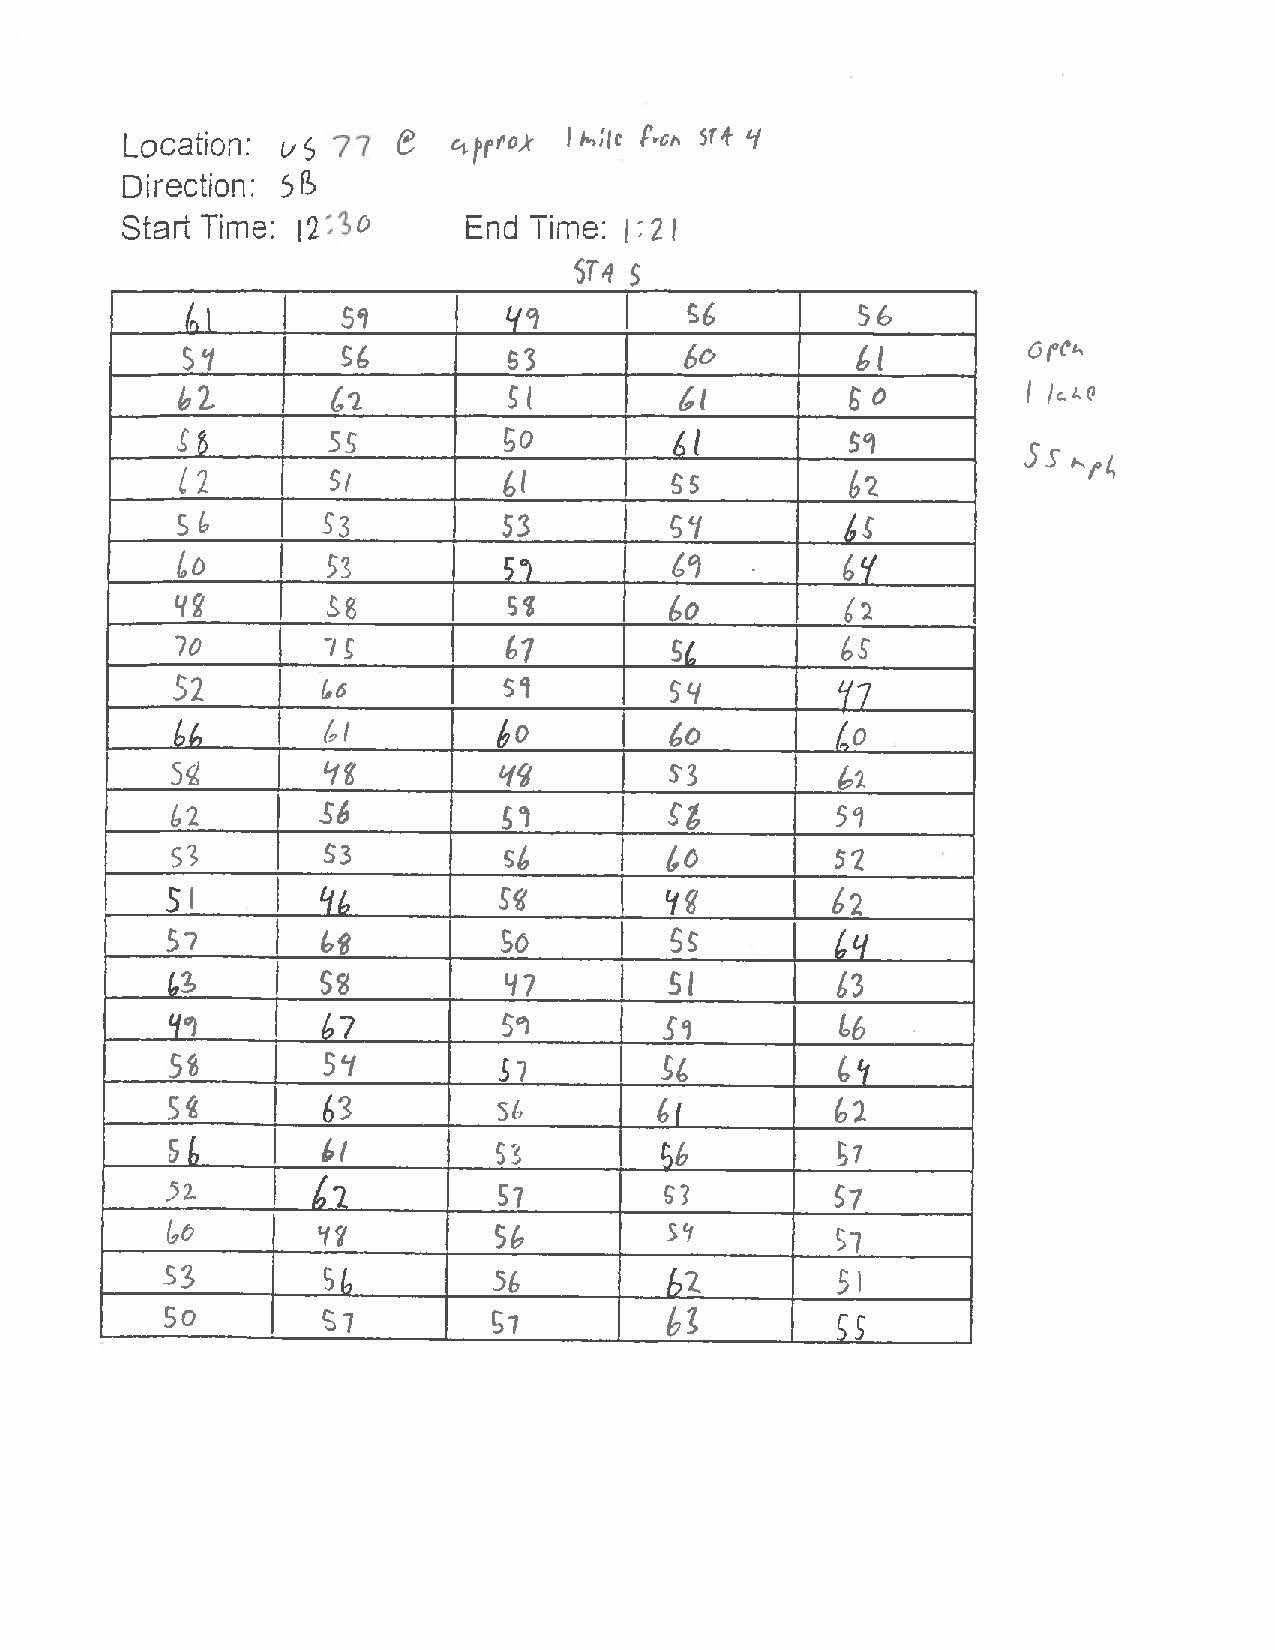 Location: US 77 @ approx 1 mile from STA 4
Direction: SB
Start Time: 12:30 End Time: 1:21
STA 5
61 59 49 56 56
54 56 53 60 61
62 62 51 61 50
58 55 50 61 59
62 51 61 55 62
56 53 53 54 65
60 53 59 69 64
48 58 58 60 62
70 75 67 56 65
52 66 59 54 47
66 61 60 60 60
58 48 48 53 62
62 56 59 58 59
53 53 56 60 52
51 46 58 48 62
57 68 50 55 64
63 58 47 51 63
49 67 59 59 66
58 54 57 56 64
58 63 56 61 62
56 61 53 56 57
52 62 57 53 57
60 48 56 54 57
53 56 56 62 51
50 57 57 63 55
open
1 lane
55 mph